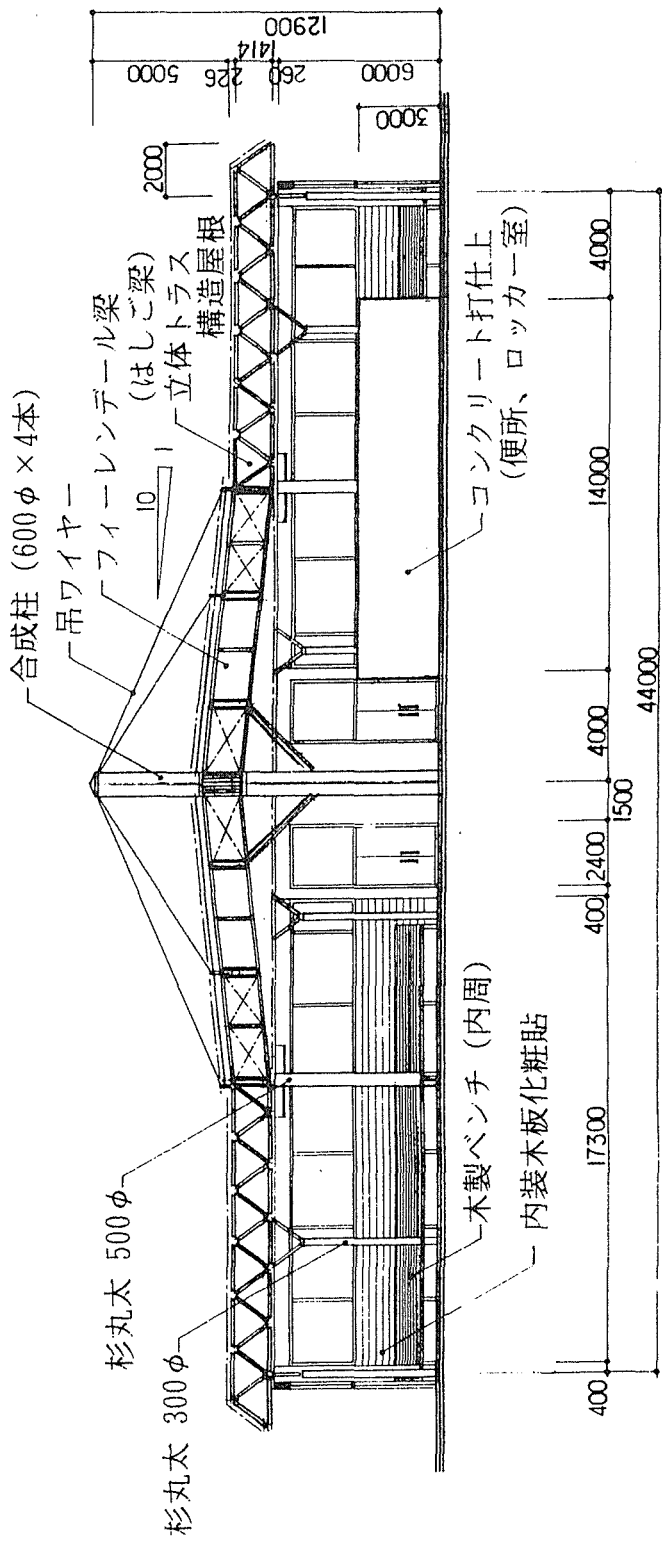 合成柱 (600φ×4本)
吊ワイヤー
フィーレンデール梁
(はしご梁)
立体トラス
構造屋根
10
1
2000
5000
226
1414
260
6000
12900
3000
杉丸太 500φ
杉丸太 300φ
木製ベンチ (内周)
内装木板化粧貼
コンクリート打仕上
(便所、ロッカー室)
400
17300
400
2400
1500
4000
14000
4000
44000